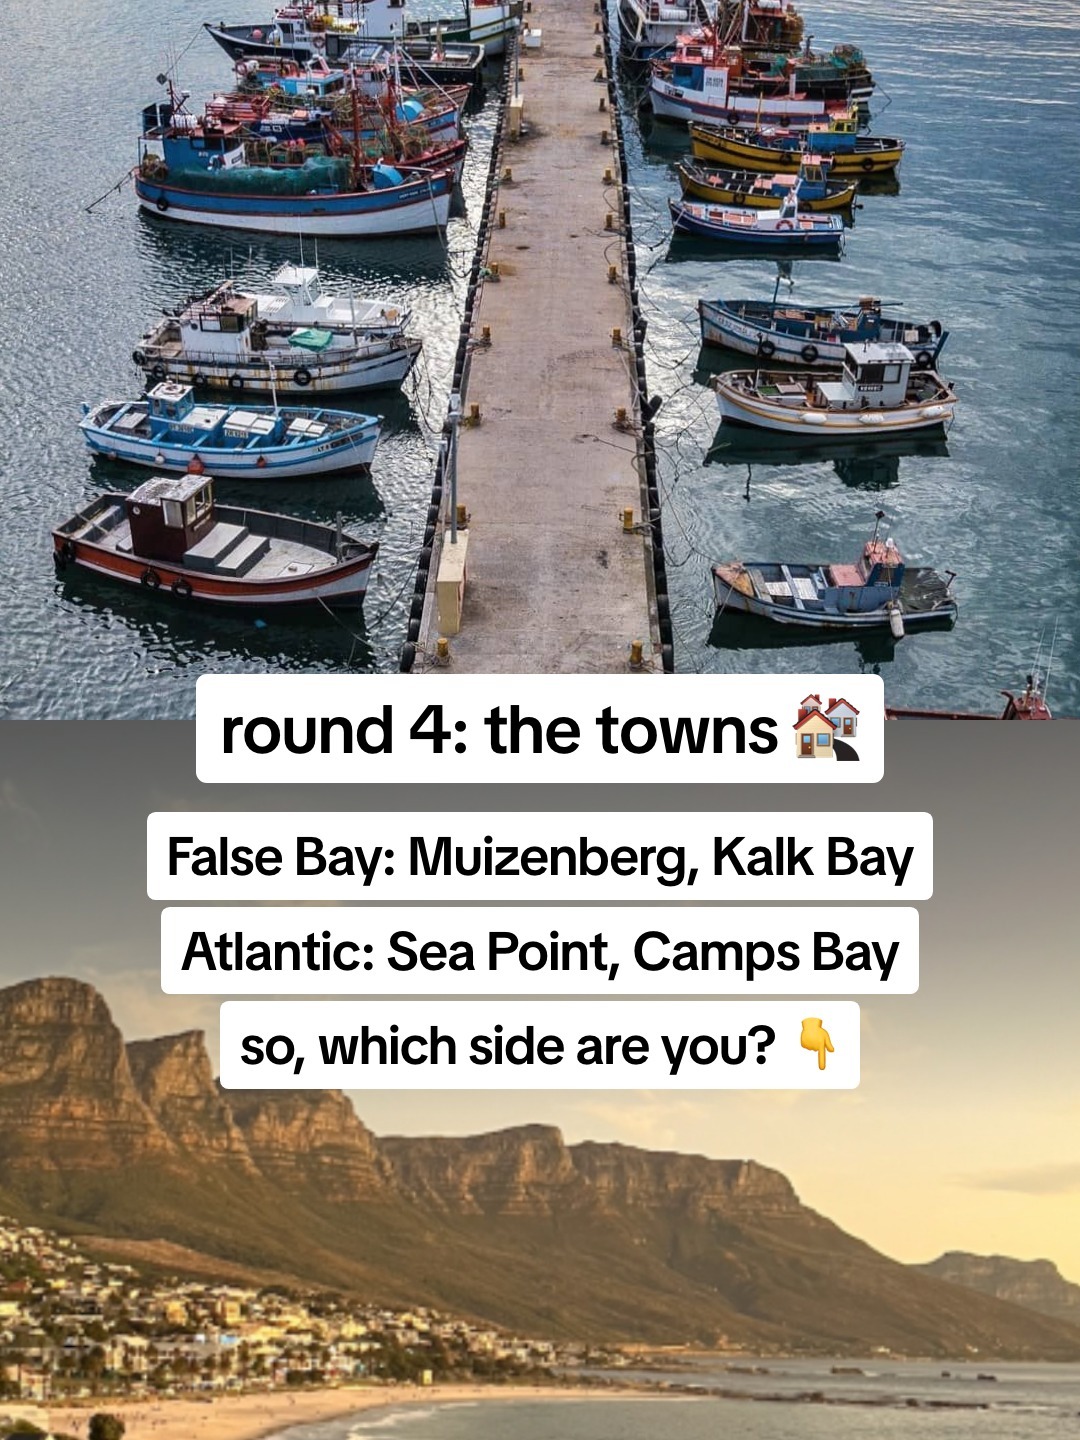 round 4: the towns 🏘️
False Bay: Muizenberg, Kalk Bay
Atlantic: Sea Point, Camps Bay
so, which side are you? 👇